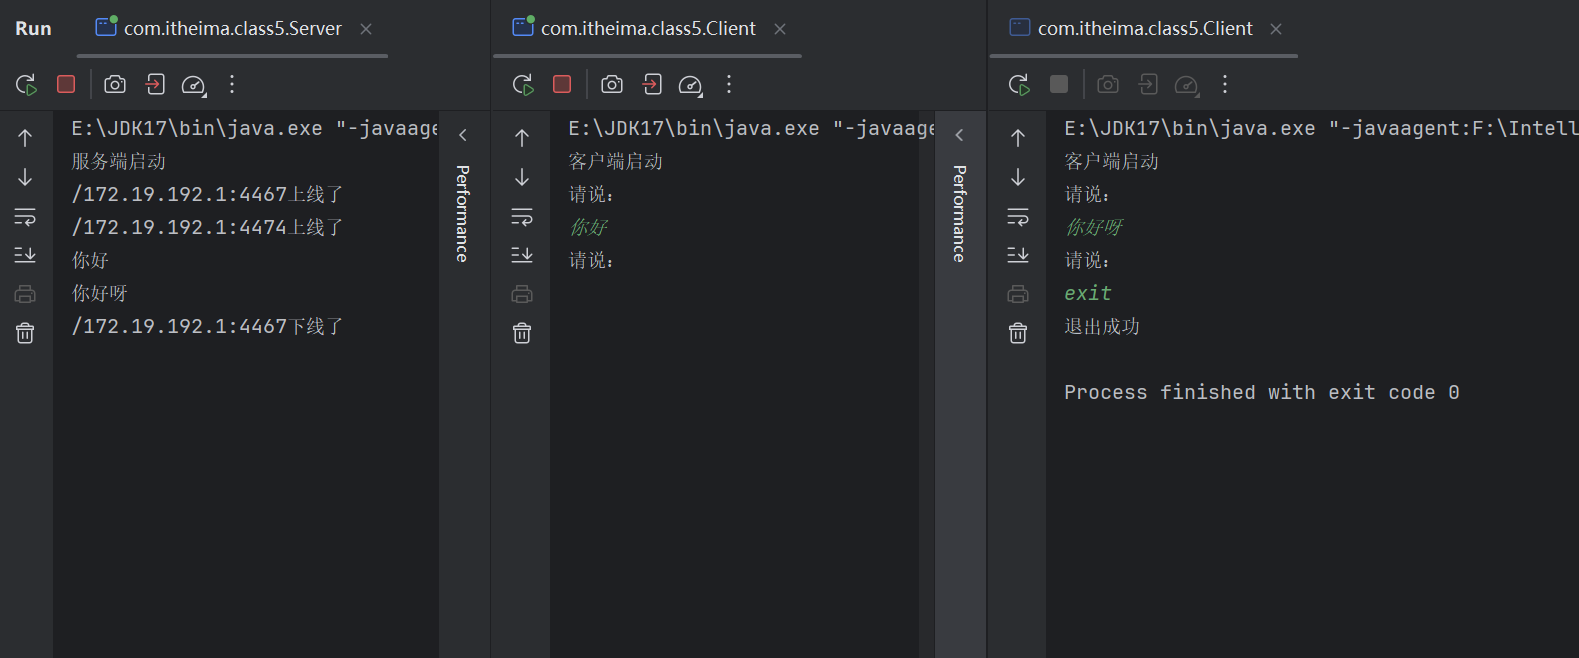 Run
com.itheima.class5.Server
E:\JDK17\bin\java.exe "-javaage
服务端启动
/172.19.192.1:4467上线了
/172.19.192.1:4474上线了
你好
你好呀
/172.19.192.1:4467下线了
Performance
com.itheima.class5.Client
E:\JDK17\bin\java.exe "-javaage
客户端启动
请说:
你好
请说:
Performance
com.itheima.class5.Client
E:\JDK17\bin\java.exe "-javaagent:F:\Intell
客户端启动
请说:
你好呀
请说:
exit
退出成功
Process finished with exit code 0